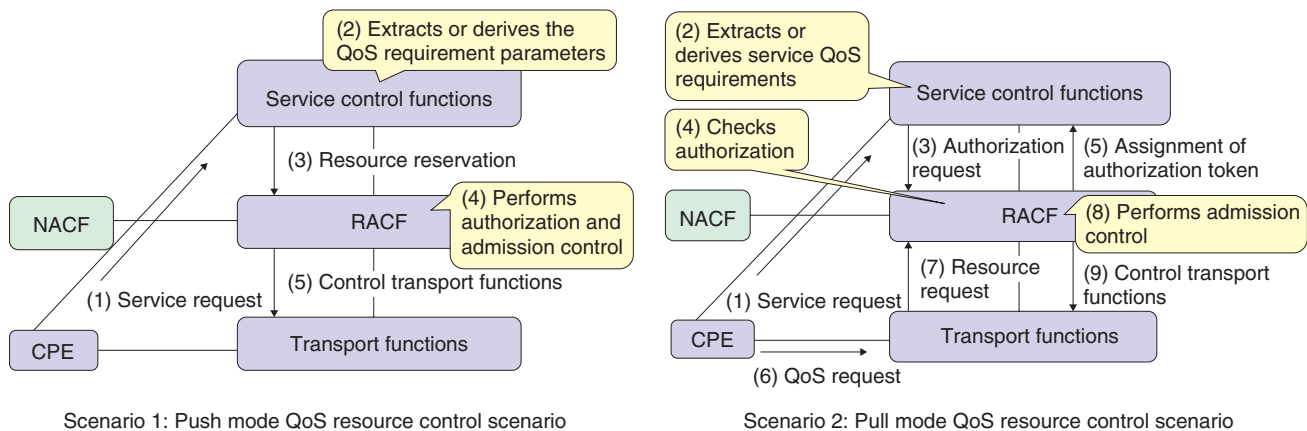 (2) Extracts or derives the
QoS requirement parameters
Service control functions
(3) Resource reservation
NACF
RACF
(4) Performs
authorization and
admission control
(1) Service request
(5) Control transport functions
CPE
Transport functions
Scenario 1: Push mode QoS resource control scenario
(2) Extracts or
derives service QoS
requirements
Service control functions
(4) Checks
authorization
(3) Authorization
request
(5) Assignment of
authorization token
NACF
RACF
(8) Performs admission
control
(7) Resource
request
(9) Control transport
functions
(1) Service request
CPE
Transport functions
(6) QoS request
Scenario 2: Pull mode QoS resource control scenario